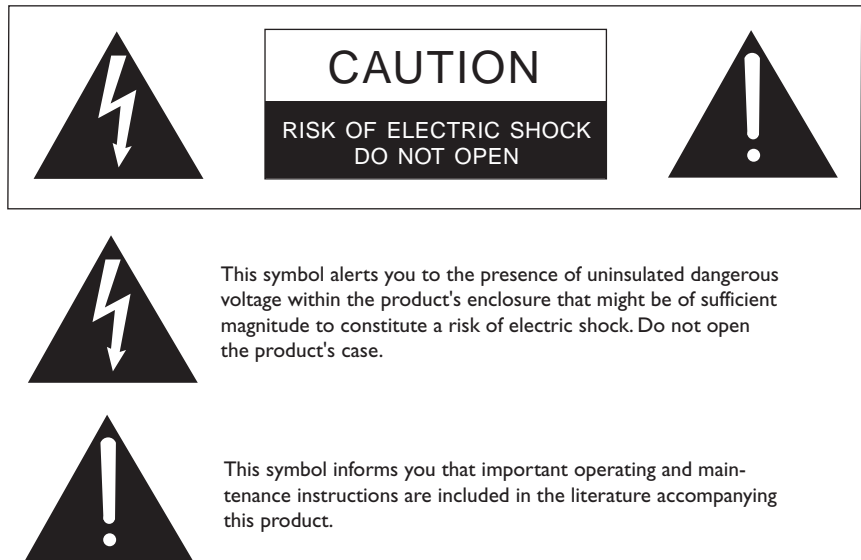 CAUTION
RISK OF ELECTRIC SHOCK
DO NOT OPEN
This symbol alerts you to the presence of uninsulated dangerous
voltage within the product's enclosure that might be of sufficient
magnitude to constitute a risk of electric shock. Do not open
the product's case.
This symbol informs you that important operating and main-
tenance instructions are included in the literature accompanying
this product.